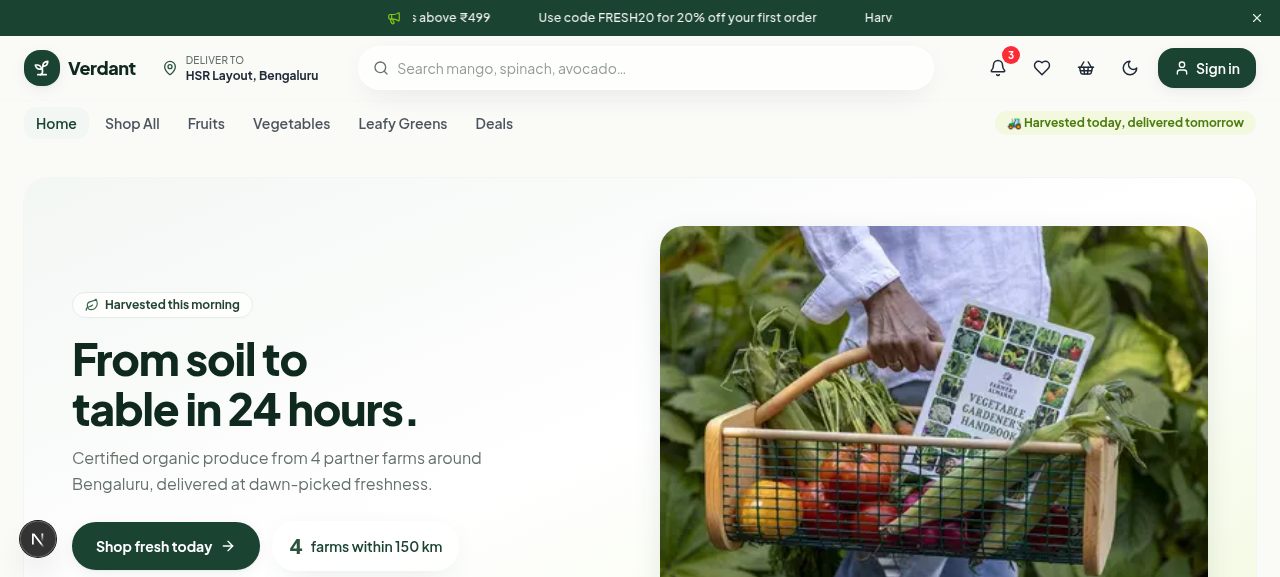 s above ₹499 Use code FRESH20 for 20% off your first order Harv
Verdant
DELIVER TO
HSR Layout, Bengaluru
Search mango, spinach, avocado...
3
Sign in
Home Shop All Fruits Vegetables Leafy Greens Deals
Harvested today, delivered tomorrow
Harvested this morning
From soil to
table in 24 hours.
Certified organic produce from 4 partner farms around
Bengaluru, delivered at dawn-picked freshness.
Shop fresh today
4 farms within 150 km
N
FARMER'S
ALMANAC
VEGETABLE
GARDENER'S
HANDBOOK